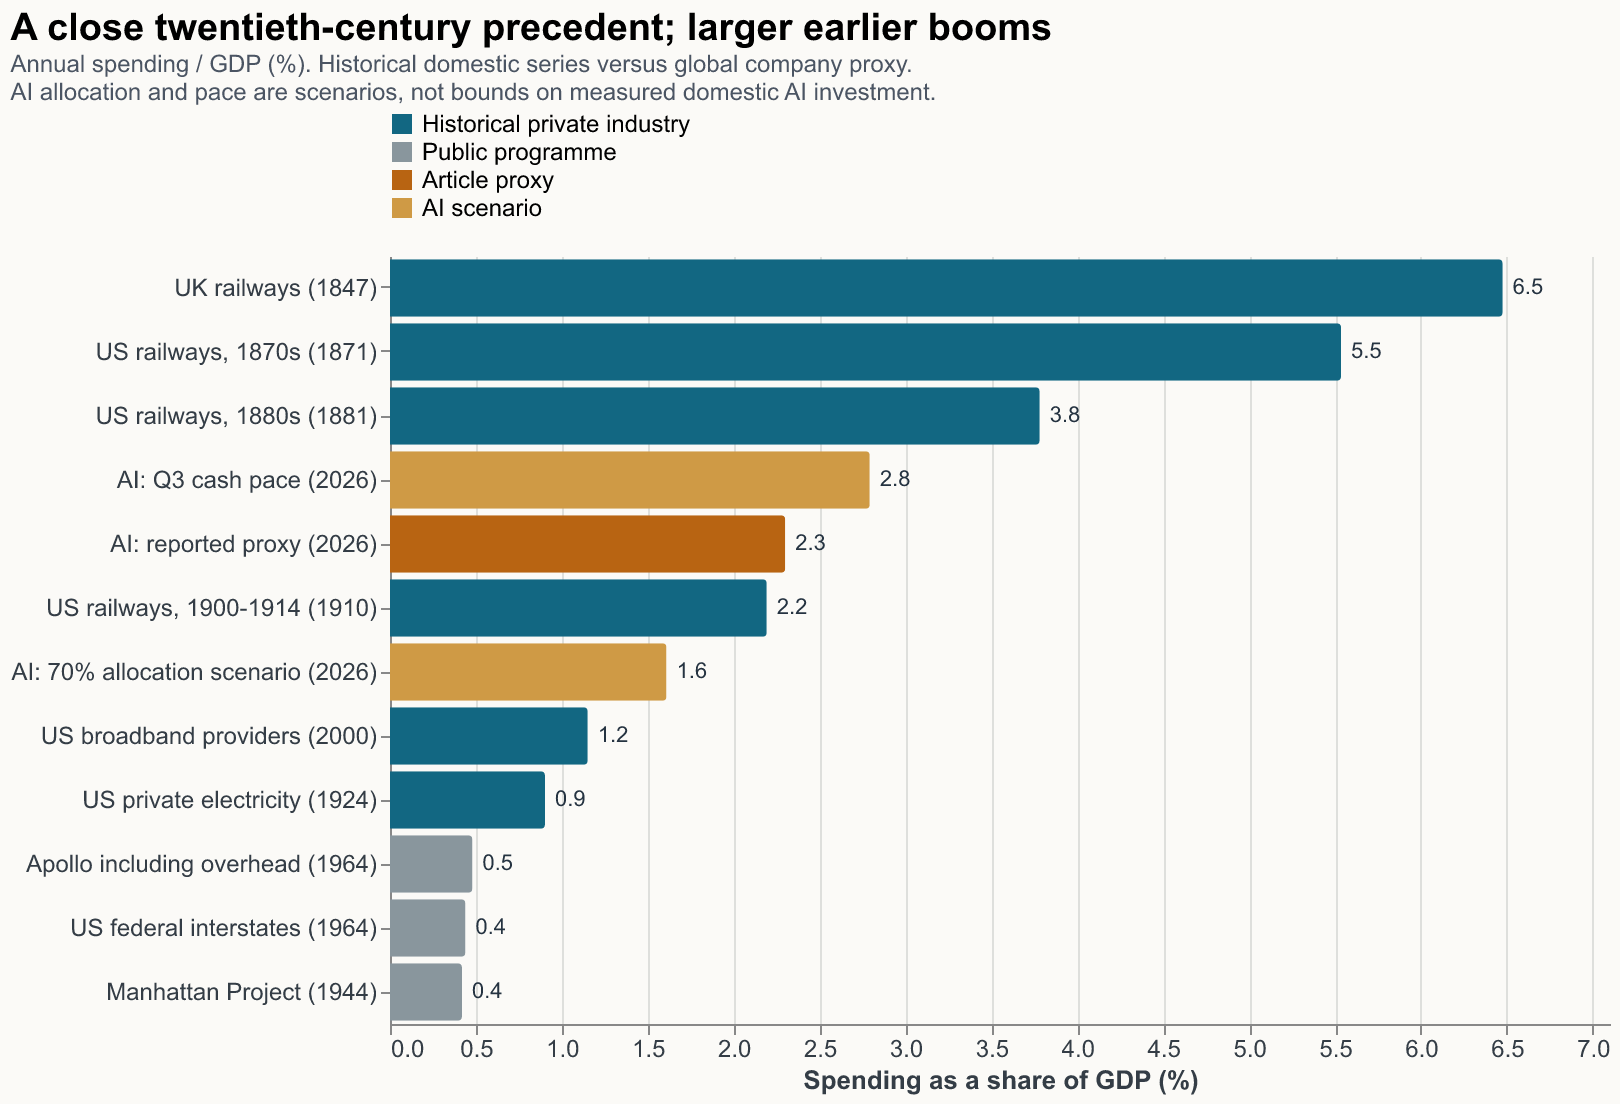 A close twentieth-century precedent; larger earlier booms
Annual spending / GDP (%). Historical domestic series versus global company proxy.
AI allocation and pace are scenarios, not bounds on measured domestic AI investment.
Historical private industry
Public programme
Article proxy
AI scenario
UK railways (1847) 6.5
US railways, 1870s (1871) 5.5
US railways, 1880s (1881) 3.8
AI: Q3 cash pace (2026) 2.8
AI: reported proxy (2026) 2.3
US railways, 1900-1914 (1910) 2.2
AI: 70% allocation scenario (2026) 1.6
US broadband providers (2000) 1.2
US private electricity (1924) 0.9
Apollo including overhead (1964) 0.5
US federal interstates (1964) 0.4
Manhattan Project (1944) 0.4
0.0 0.5 1.0 1.5 2.0 2.5 3.0 3.5 4.0 4.5 5.0 5.5 6.0 6.5 7.0
Spending as a share of GDP (%)